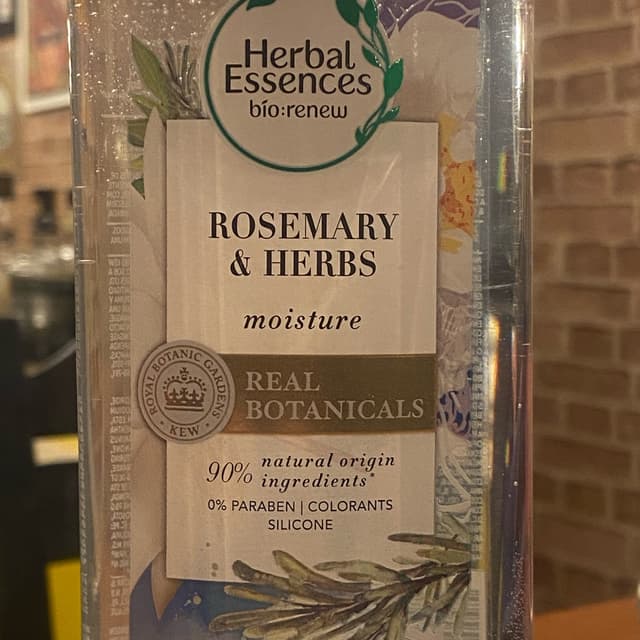 Herbal
Essences
bío:renew
ROSEMARY
& HERBS
moisture
ROYAL BOTANIC GARDENS
• KEW •
REAL
BOTANICALS
90% natural origin
ingredients*
0% PARABEN | COLORANTS
SILICONE